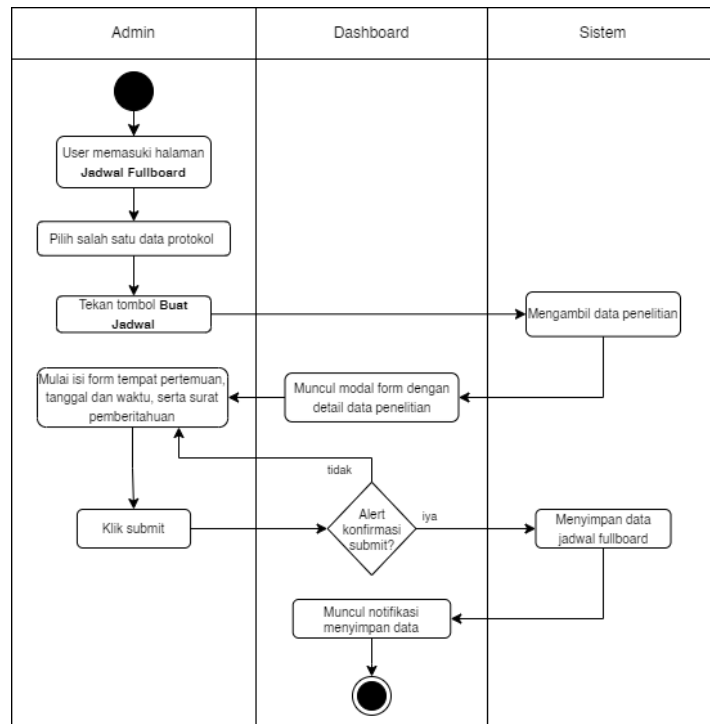 Admin
Dashboard
Sistem
User memasuki halaman
Jadwal Fullboard
Pilih salah satu data protokol
Tekan tombol Buat
Jadwal
Mengambil data penelitian
Muncul modal form dengan
detail data penelitian
Mulai isi form tempat pertemuan,
tanggal dan waktu, serta surat
pemberitahuan
Klik submit
Alert
konfirmasi
submit?
tidak
iya
Menyimpan data
jadwal fullboard
Muncul notifikasi
menyimpan data